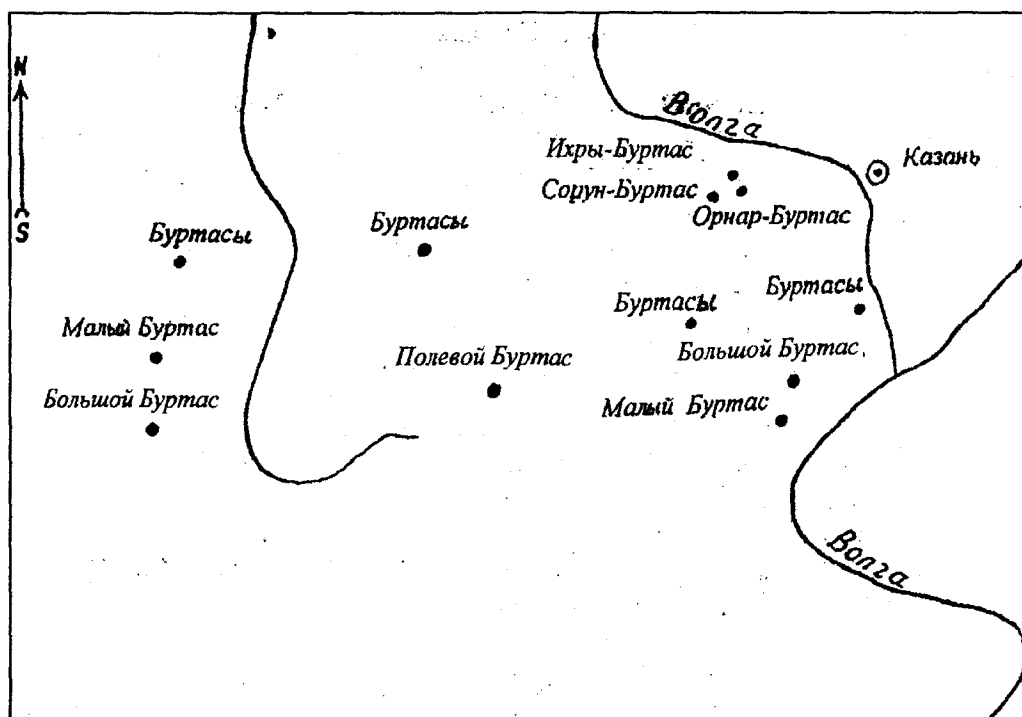 N
S
Волга
Казань
Ихры-Буртас
Сорун-Буртас
Орнар-Буртас
Буртасы
Буртасы
Буртасы
Буртасы
Малый Буртас
Большой Буртас
Полевой Буртас
Большой Буртас
Малый Буртас
Волга